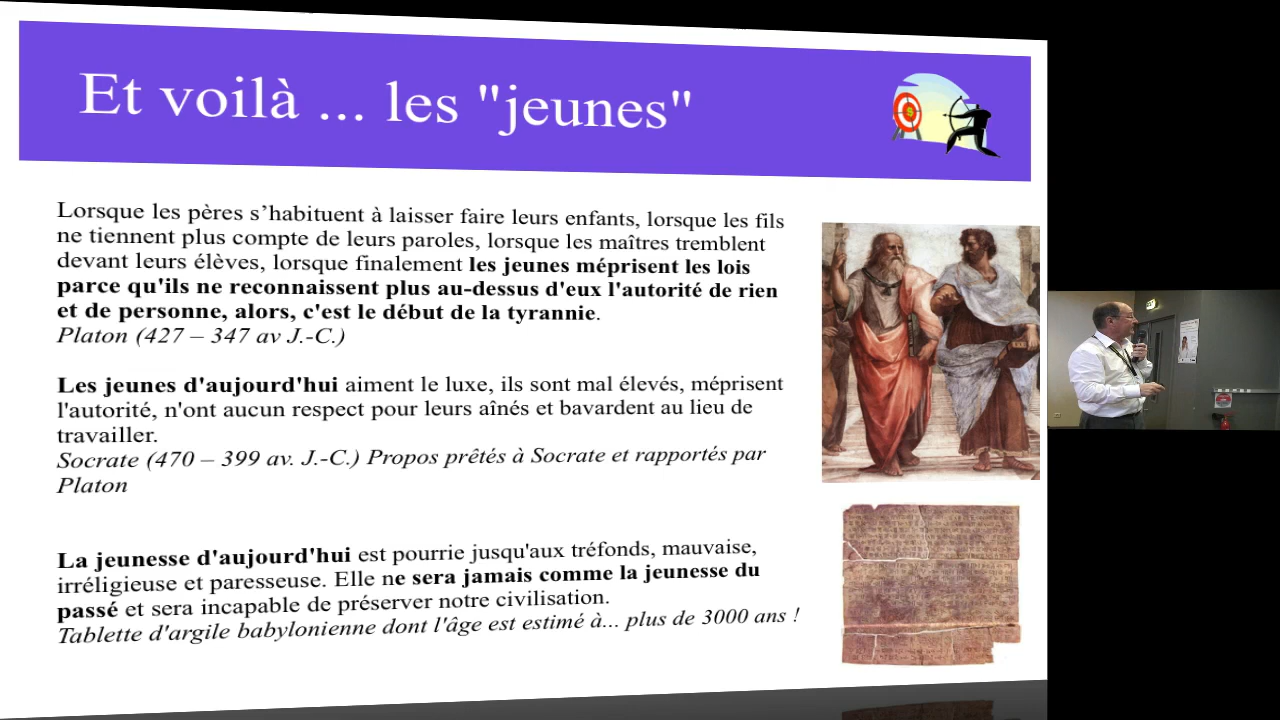 Et voilà ... les "jeunes"
Lorsque les pères s’habituent à laisser faire leurs enfants, lorsque les fils
ne tiennent plus compte de leurs paroles, lorsque les maîtres tremblent
devant leurs élèves, lorsque finalement les jeunes méprisent les lois
parce qu'ils ne reconnaissent plus au-dessus d'eux l'autorité de rien
et de personne, alors, c'est le début de la tyrannie.
Platon (427 – 347 av J.-C.)
Les jeunes d'aujourd'hui aiment le luxe, ils sont mal élevés, méprisent
l'autorité, n'ont aucun respect pour leurs aînés et bavardent au lieu de
travailler.
Socrate (470 – 399 av. J.-C.) Propos prêtés à Socrate et rapportés par
Platon
La jeunesse d'aujourd'hui est pourrie jusqu'aux tréfonds, mauvaise,
irréligieuse et paresseuse. Elle ne sera jamais comme la jeunesse du
passé et sera incapable de préserver notre civilisation.
Tablette d'argile babylonienne dont l'âge est estimé à... plus de 3000 ans !